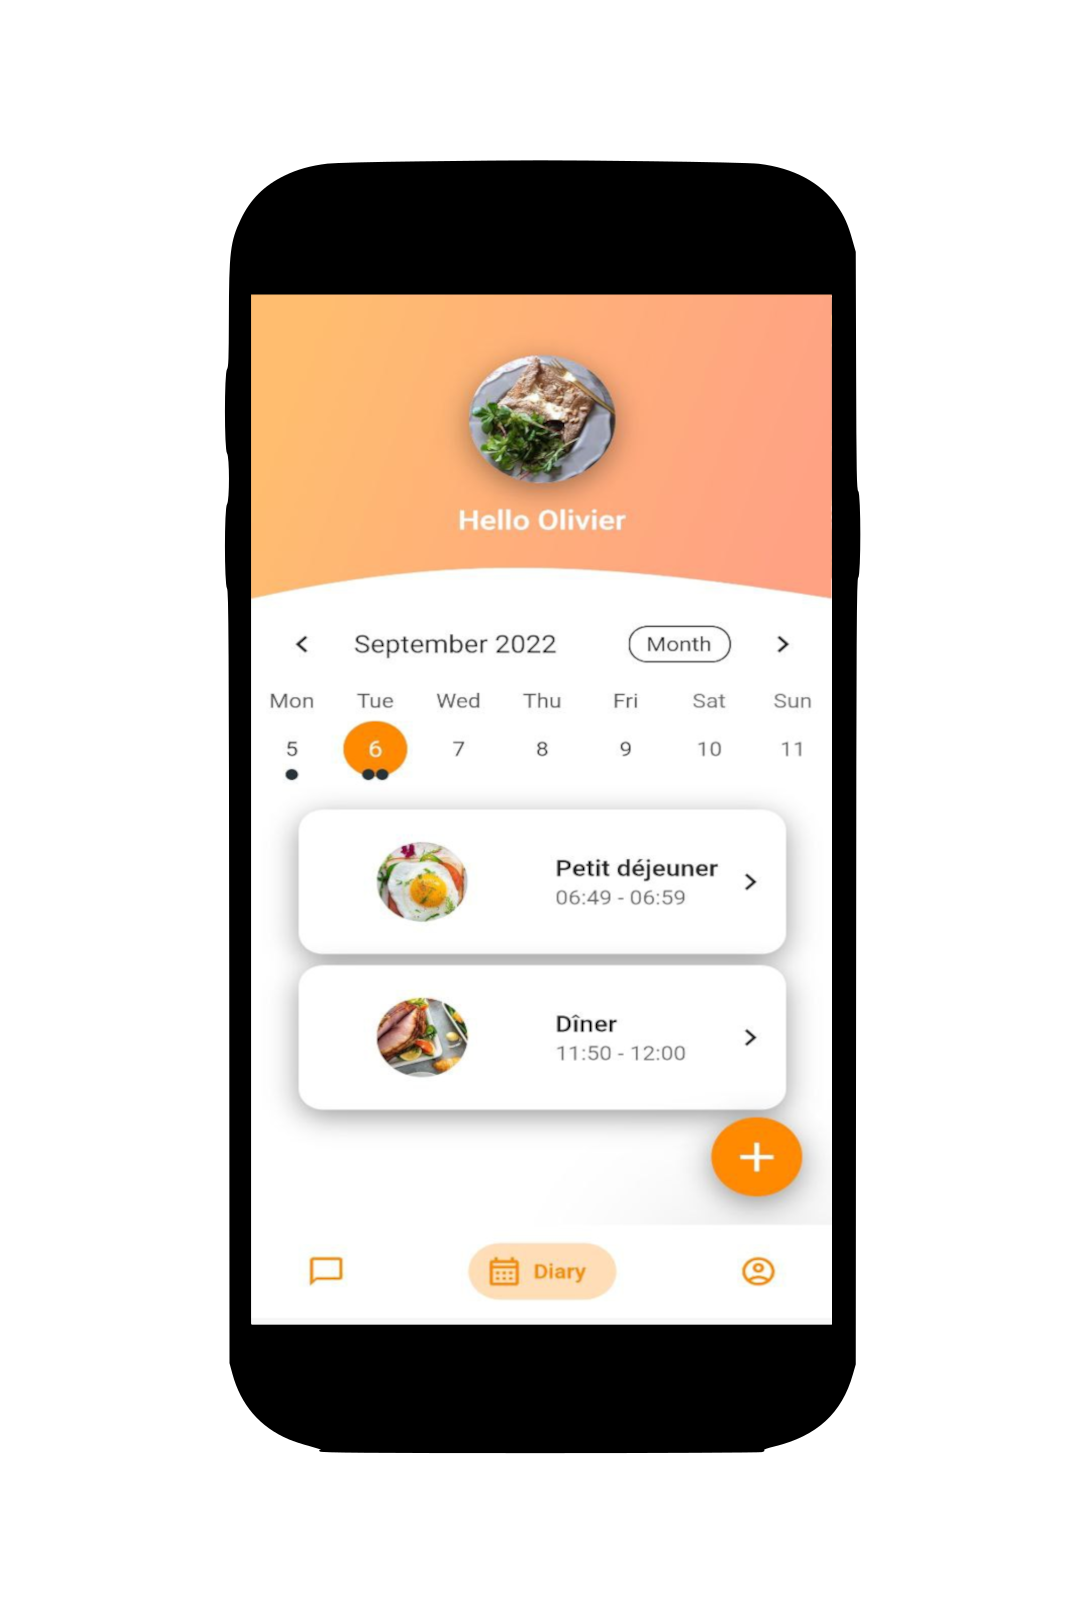 Hello Olivier
September 2022 Month
Mon Tue Wed Thu Fri Sat Sun
5 6 7 8 9 10 11
Petit déjeuner
06:49 - 06:59
Dîner
11:50 - 12:00
Diary